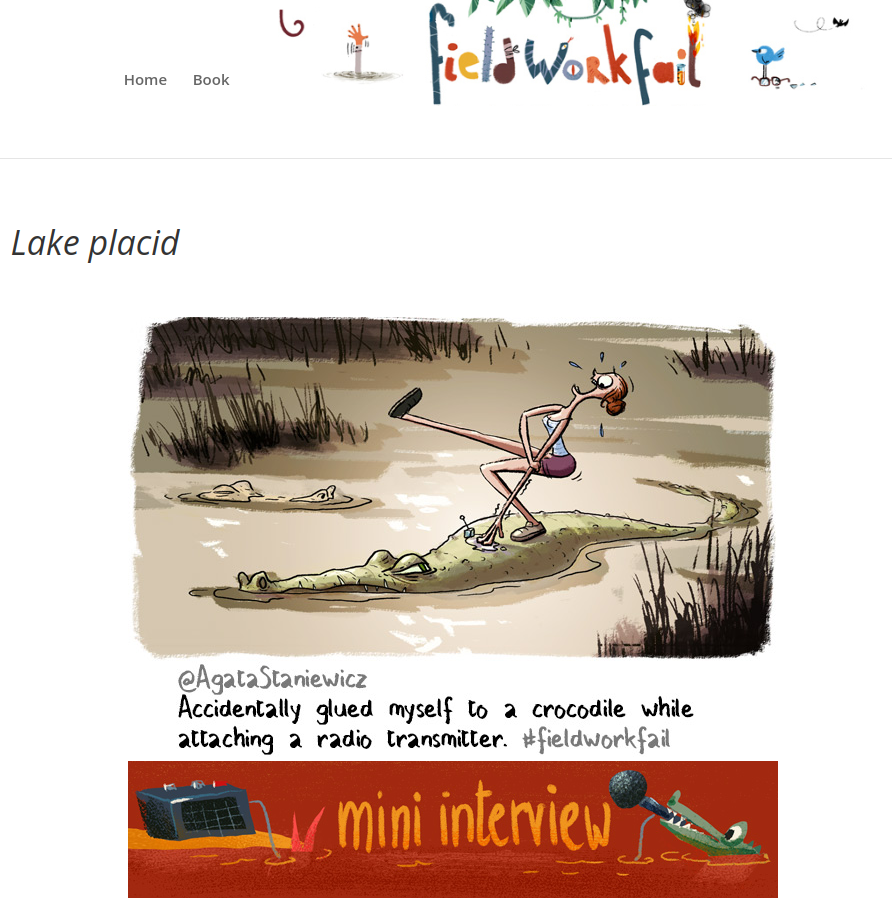 fieldworkfail
Home Book
Lake placid
@AgataStaniewicz
Accidentally glued myself to a crocodile while
attaching a radio transmitter. #fieldworkfail
mini interview